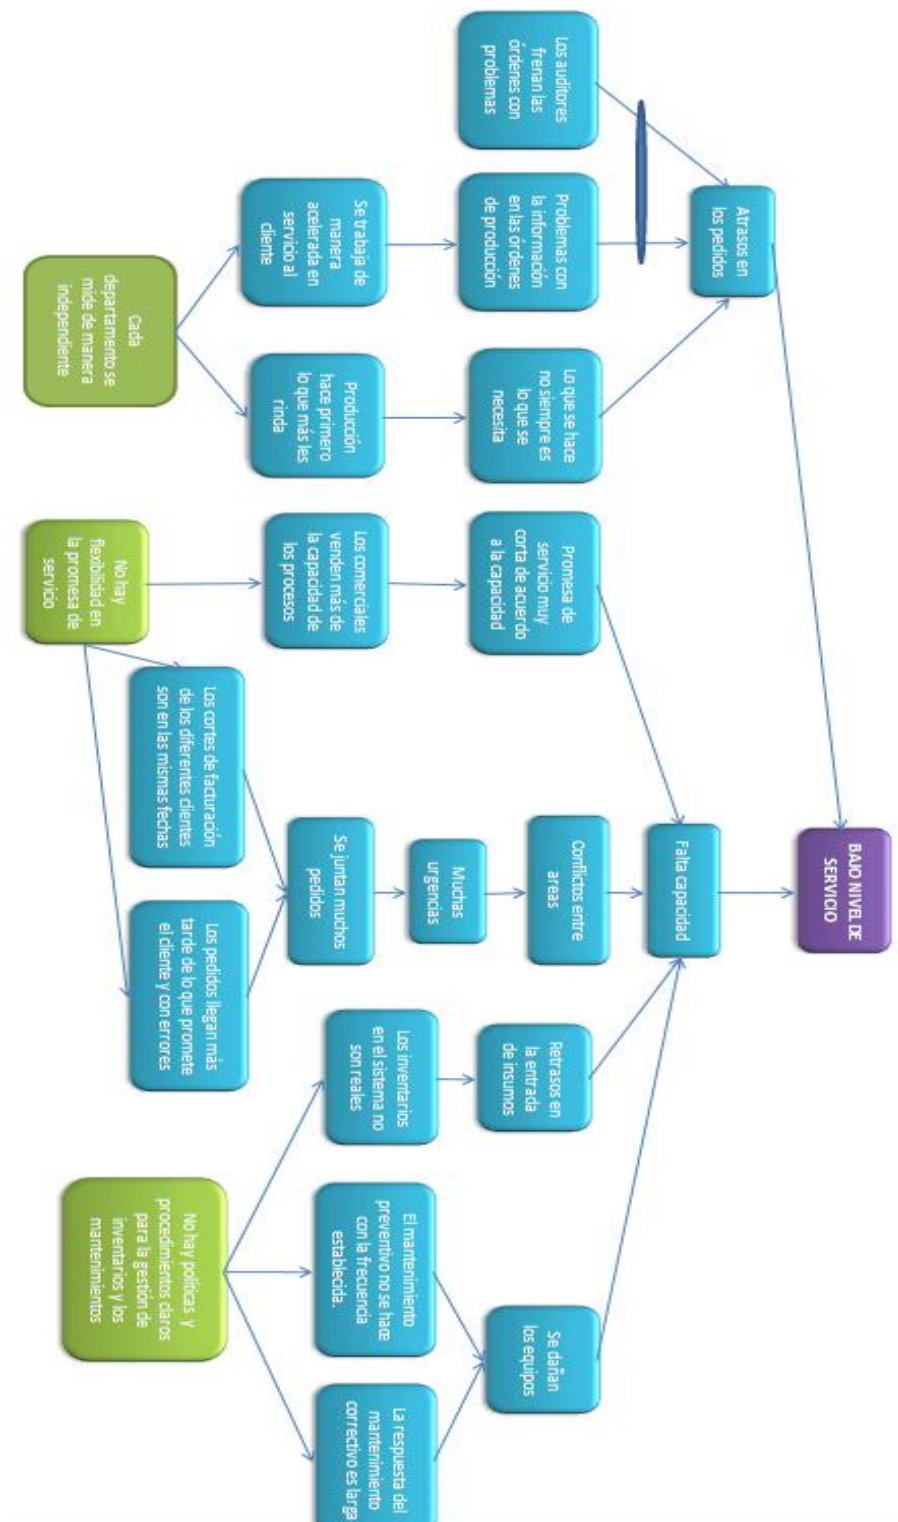 BAJO NIVEL DE
SERVICIO
Atrasos en
los pedidos
Falta capacidad
Los auditores
frenan las
órdenes con
problemas
Problemas con
la información
en las órdenes
de producción
Lo que se hace
no siempre es
lo que se
necesita
Promesa de
servicio muy
corta de acuerdo
a la capacidad
Conflictos entre
areas
Retrasos en
la entrada
de insumos
Se dañan
los equipos
Muchas
urgencias
Se trabaja de
manera
acelerada en
servicio al
cliente
Producción
hace primero
lo que más les
rinda
Los comerciales
venden más de
la capacidad de
los procesos
Se juntan muchos
pedidos
Los inventarios
en el sistema no
son reales
El mantenimiento
preventivo no se hace
con la frecuencia
establecida.
La respuesta del
mantenimiento
correctivo es larga
Los cortes de facturación
de los diferentes clientes
son en las mismas fechas
Los pedidos llegan más
tarde de lo que promete
el cliente y con errores
Cada
departamento se
mide de manera
independiente
No hay
flexibilidad en
la promesa de
servicio
No hay políticas y
procedimientos claros
para la gestión de
inventarios y los
mantenimientos